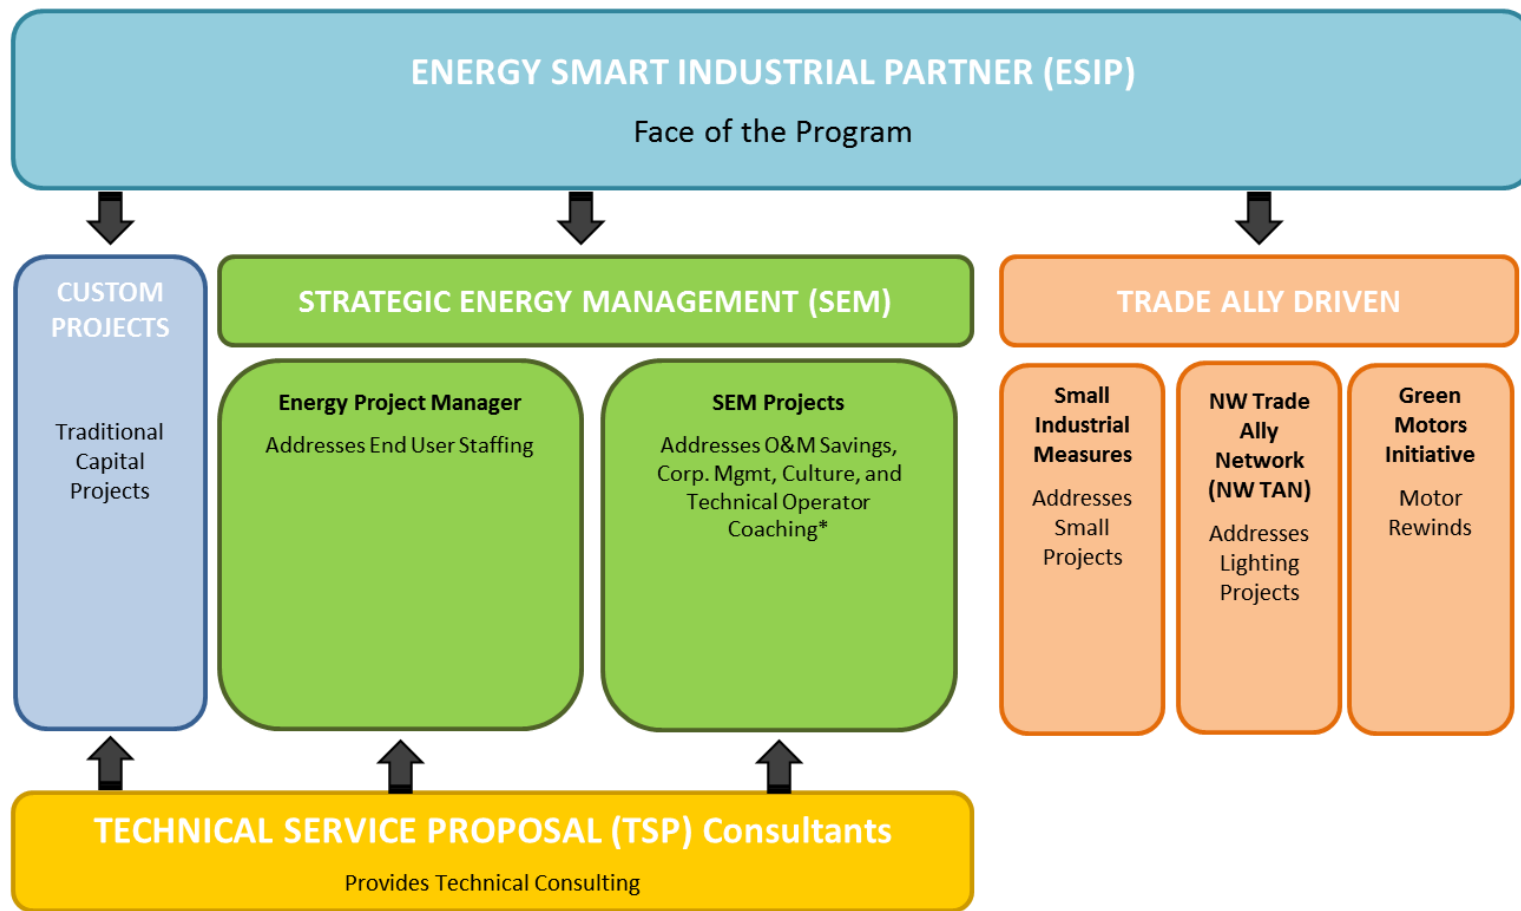 ENERGY SMART INDUSTRIAL PARTNER (ESIP)
Face of the Program
CUSTOM
PROJECTS
Traditional
Capital
Projects
STRATEGIC ENERGY MANAGEMENT (SEM)
Energy Project Manager
Addresses End User Staffing
SEM Projects
Addresses O&M Savings,
Corp. Mgmt, Culture, and
Technical Operator
Coaching*
TRADE ALLY DRIVEN
Small
Industrial
Measures
Addresses
Small
Projects
NW Trade
Ally
Network
(NW TAN)
Addresses
Lighting
Projects
Green
Motors
Initiative
Motor
Rewinds
TECHNICAL SERVICE PROPOSAL (TSP) Consultants
Provides Technical Consulting